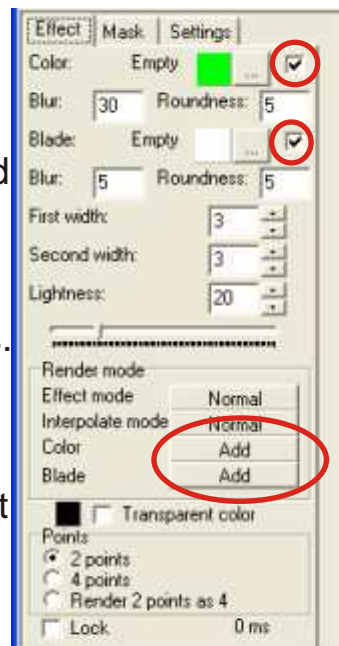 Effect Mask Settings
Color: Empty ...
Blur: 30 Roundness: 5
Blade: Empty ...
d
Blur: 5 Roundness: 5
First width: 3
Second width: 3
Lightness: 20
.
Render mode
Effect mode Normal
Interpolate mode Normal
Color Add
Blade Add
t
Transparent color
Points
2 points
4 points
Render 2 points as 4
Lock 0 ms